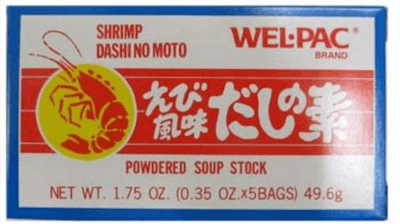 SHRIMP
DASHI NO MOTO
WEL·PAC®
BRAND
えび
風味
だしの素
POWDERED SOUP STOCK
NET WT. 1.75 OZ. (0.35 OZ.x5BAGS) 49.6g